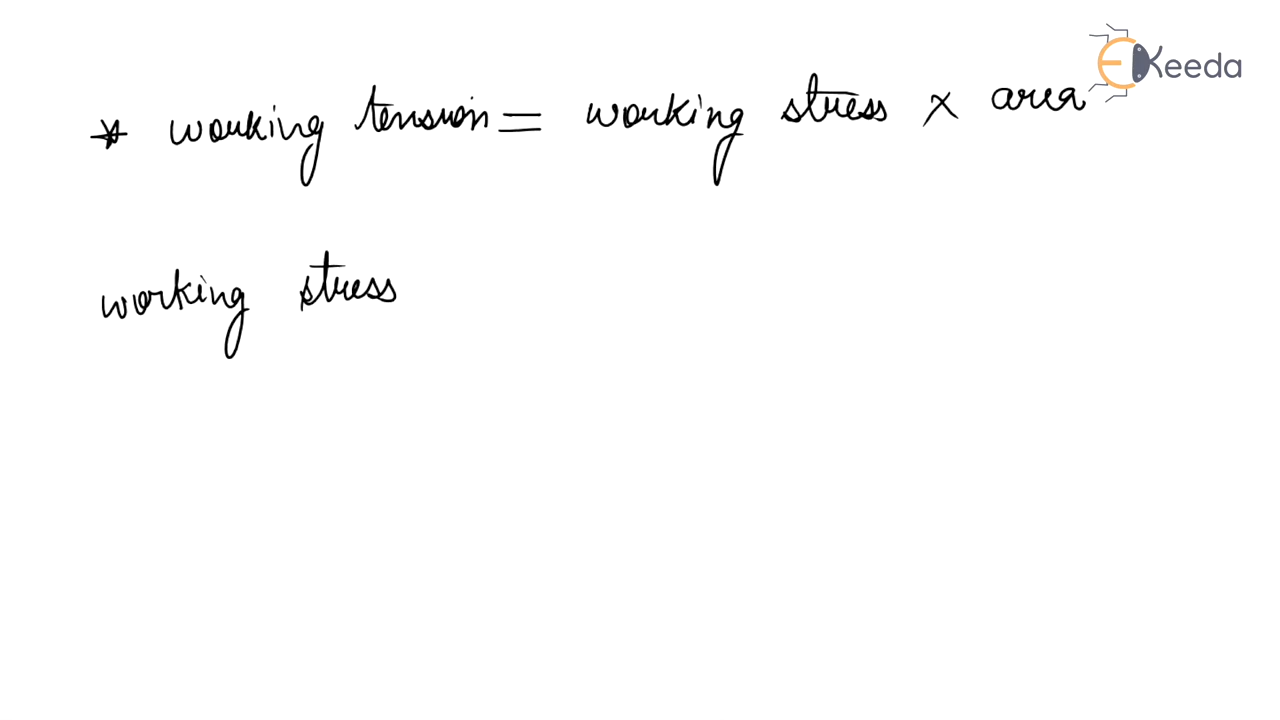 EKeeda
* working tension = working stress × area
working stress